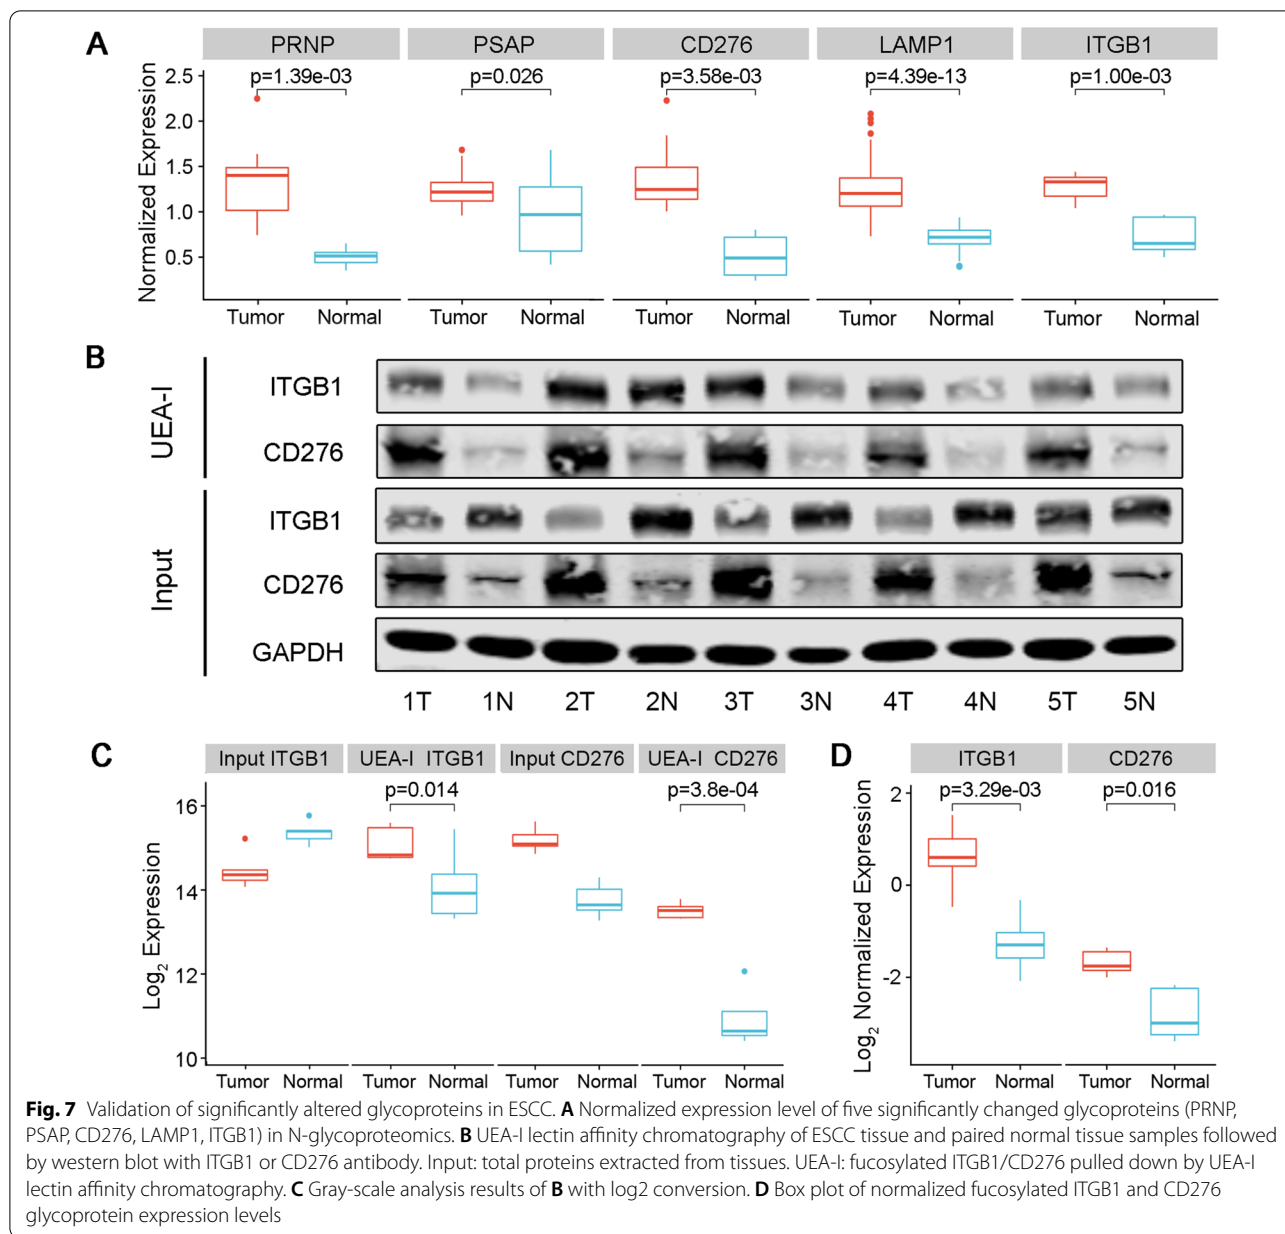 A
PRNP PSAP CD276 LAMP1 ITGB1
p=1.39e-03 p=0.026 p=3.58e-03 p=4.39e-13 p=1.00e-03
Normalized Expression
2.5
2.0
1.5
1.0
0.5
Tumor Normal Tumor Normal Tumor Normal Tumor Normal Tumor Normal
B
UEA-I
ITGB1
CD276
Input
ITGB1
CD276
GAPDH
1T 1N 2T 2N 3T 3N 4T 4N 5T 5N
C
Input ITGB1 UEA-I ITGB1 Input CD276 UEA-I CD276
p=0.014 p=3.8e-04
Log2 Expression
16
14
12
10
Tumor Normal Tumor Normal Tumor Normal Tumor Normal
D
ITGB1 CD276
p=3.29e-03 p=0.016
Log2 Normalized Expression
2
0
-2
Tumor Normal Tumor Normal
Fig. 7 Validation of significantly altered glycoproteins in ESCC. A Normalized expression level of five significantly changed glycoproteins (PRNP,
PSAP, CD276, LAMP1, ITGB1) in N-glycoproteomics. B UEA-I lectin affinity chromatography of ESCC tissue and paired normal tissue samples followed
by western blot with ITGB1 or CD276 antibody. Input: total proteins extracted from tissues. UEA-I: fucosylated ITGB1/CD276 pulled down by UEA-I
lectin affinity chromatography. C Gray-scale analysis results of B with log2 conversion. D Box plot of normalized fucosylated ITGB1 and CD276
glycoprotein expression levels